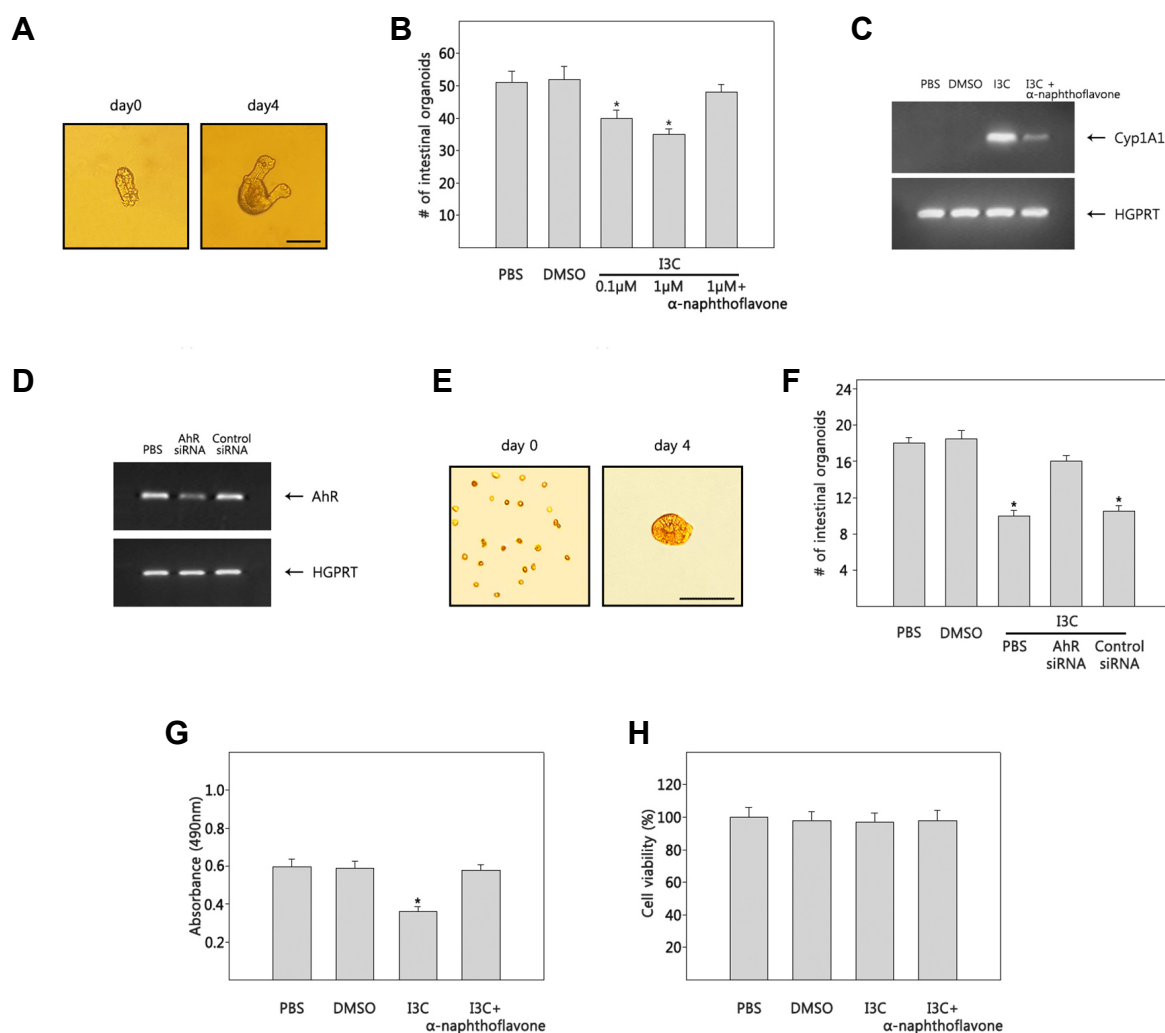 A
day0 day4
B
# of intestinal organoids
60
50
40
30
20
10
* *
PBS DMSO
I3C
0.1μM 1μM 1μM+
α-naphthoflavone
C
PBS DMSO I3C I3C +
α-naphthoflavone
← Cyp1A1
← HGPRT
D
PBS AhR siRNA Control siRNA
← AhR
← HGPRT
E
day 0 day 4
F
# of intestinal organoids
24
20
16
12
8
4
* *
PBS DMSO
I3C
PBS AhR Control
siRNA siRNA
G
Absorbance (490nm)
1.0
0.8
0.6
0.4
0.2
*
PBS DMSO I3C I3C+
α-naphthoflavone
H
Cell viability (%)
120
100
80
60
40
20
PBS DMSO I3C I3C+
α-naphthoflavone